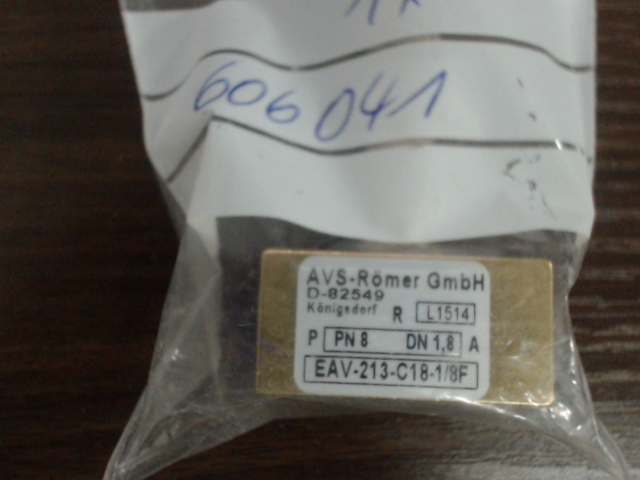 606041
AVS-Römer GmbH
D-82549
Königsdorf R L1514
P PN 8 DN 1,8 A
EAV-213-C18-1/8F